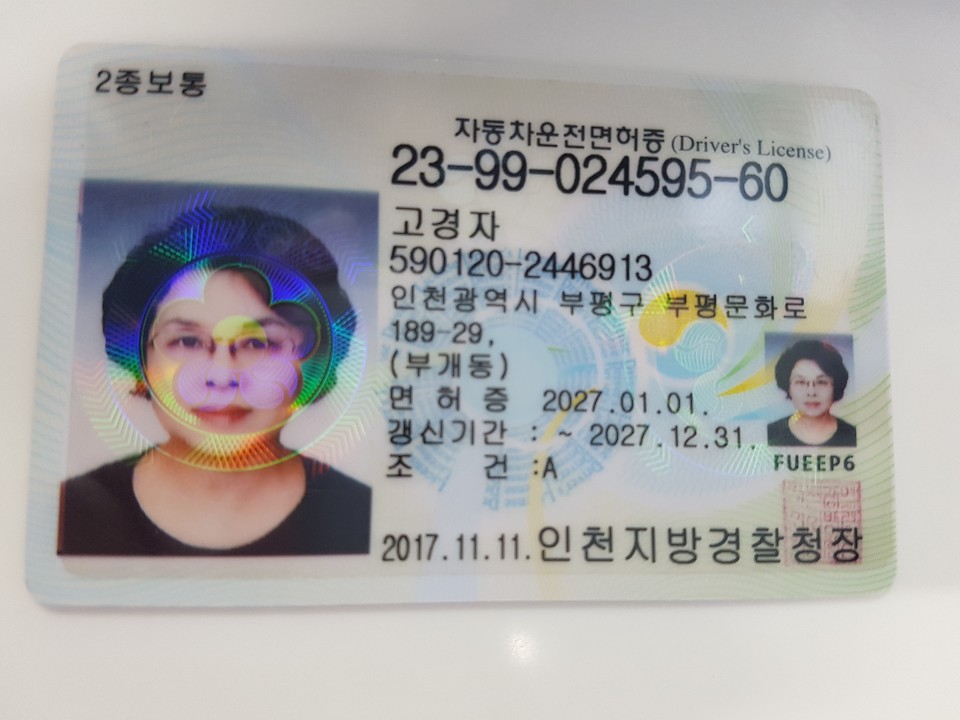 2종보통
자동차운전면허증 (Driver's License)
23-99-024595-60
고경자
590120-2446913
인천광역시 부평구 부평문화로
189-29,
(부개동)
면 허 증 2027.01.01.
갱신기간 : ~ 2027.12.31.
조 건 :A
FUEEP6
2017.11.11. 인천지방경찰청장